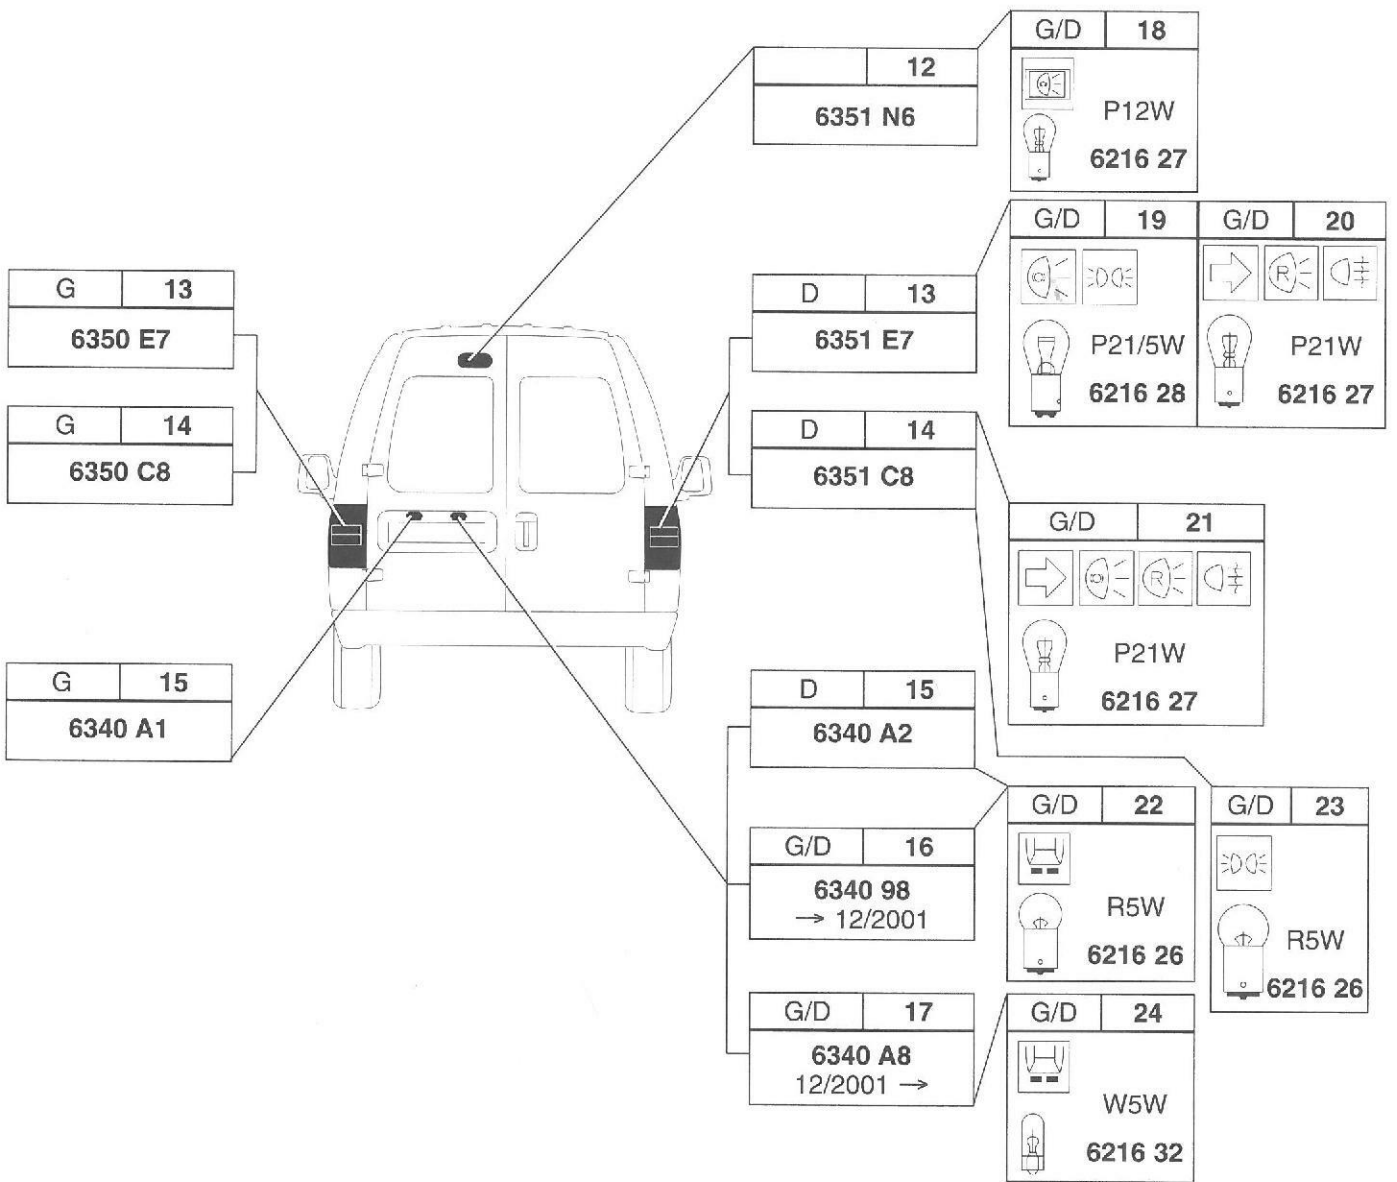 G/D 18
P12W
6216 27
12
6351 N6
G/D 19
P21/5W
6216 28
G/D 20
R
P21W
6216 27
G 13
6350 E7
D 13
6351 E7
G 14
6350 C8
D 14
6351 C8
G/D 21
R
P21W
6216 27
G 15
6340 A1
D 15
6340 A2
G/D 16
6340 98
→ 12/2001
G/D 22
R5W
6216 26
G/D 23
R5W
6216 26
G/D 17
6340 A8
12/2001 →
G/D 24
W5W
6216 32